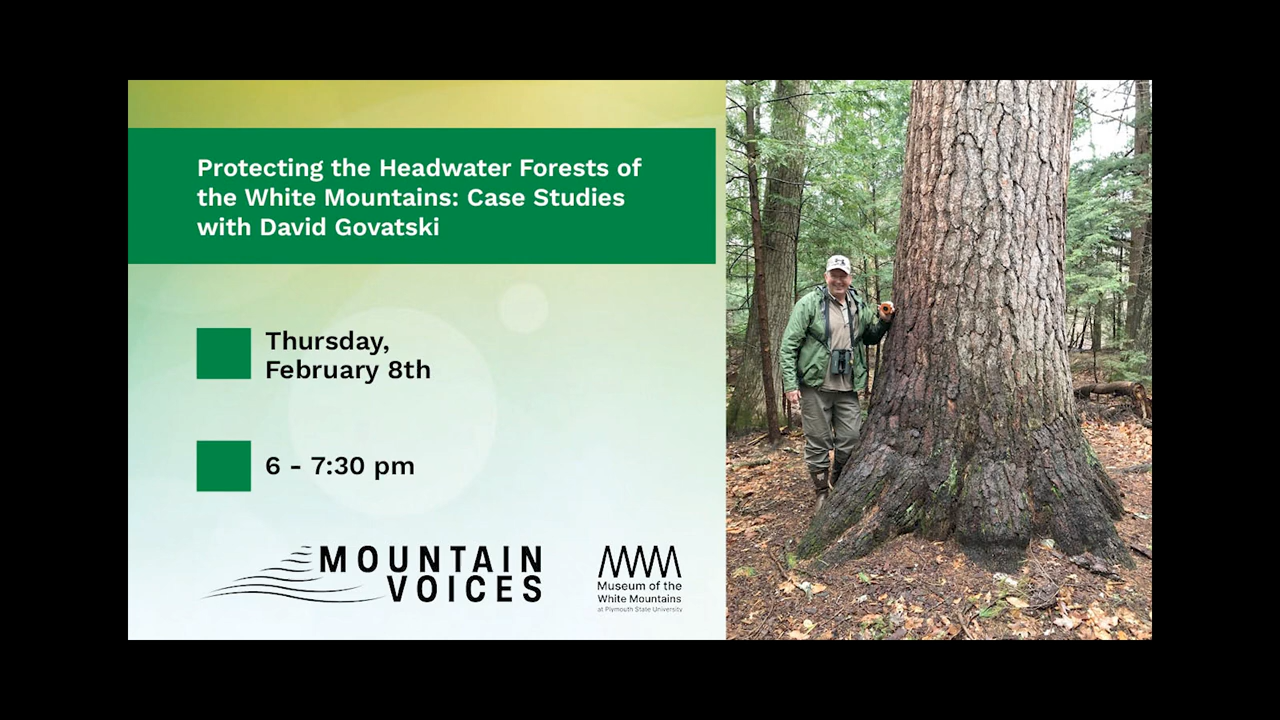 Protecting the Headwater Forests of
the White Mountains: Case Studies
with David Govatski
Thursday,
February 8th
6 - 7:30 pm
MOUNTAIN
VOICES
Museum of the
White Mountains
at Plymouth State University